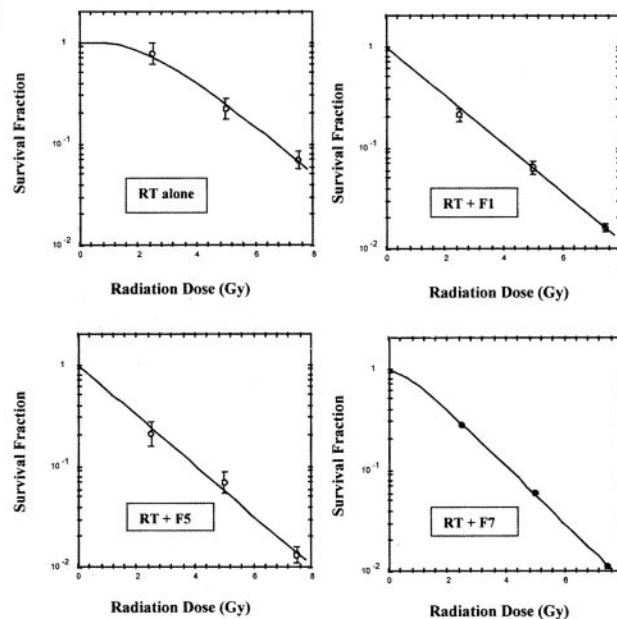 Survival Fraction
1
10-1
10-2
0 2 4 6 8
RT alone
Radiation Dose (Gy)
Survival Fraction
1
10-1
10-2
0 2 4 6
RT + F1
Radiation Dose (Gy)
Survival Fraction
1
10-1
10-2
0 2 4 6 8
RT + F5
Radiation Dose (Gy)
Survival Fraction
1
10-1
10-2
0 2 4 6
RT + F7
Radiation Dose (Gy)